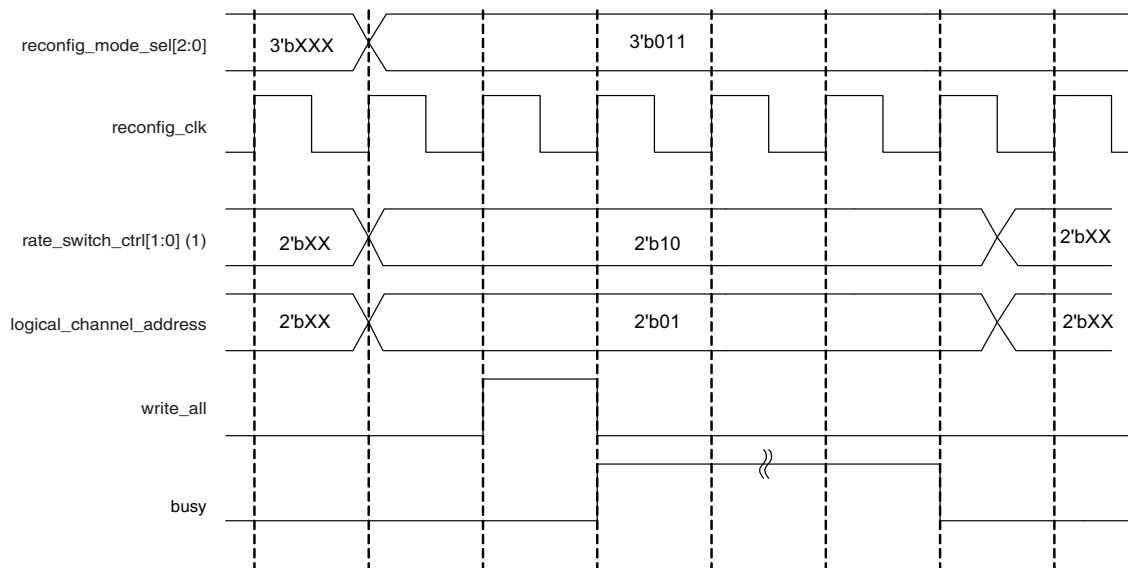 reconfig_mode_sel[2:0] 3'bXXX 3'b011
reconfig_clk
rate_switch_ctrl[1:0] (1) 2'bXX 2'b10 2'bXX
logical_channel_address 2'bXX 2'b01 2'bXX
write_all
busy